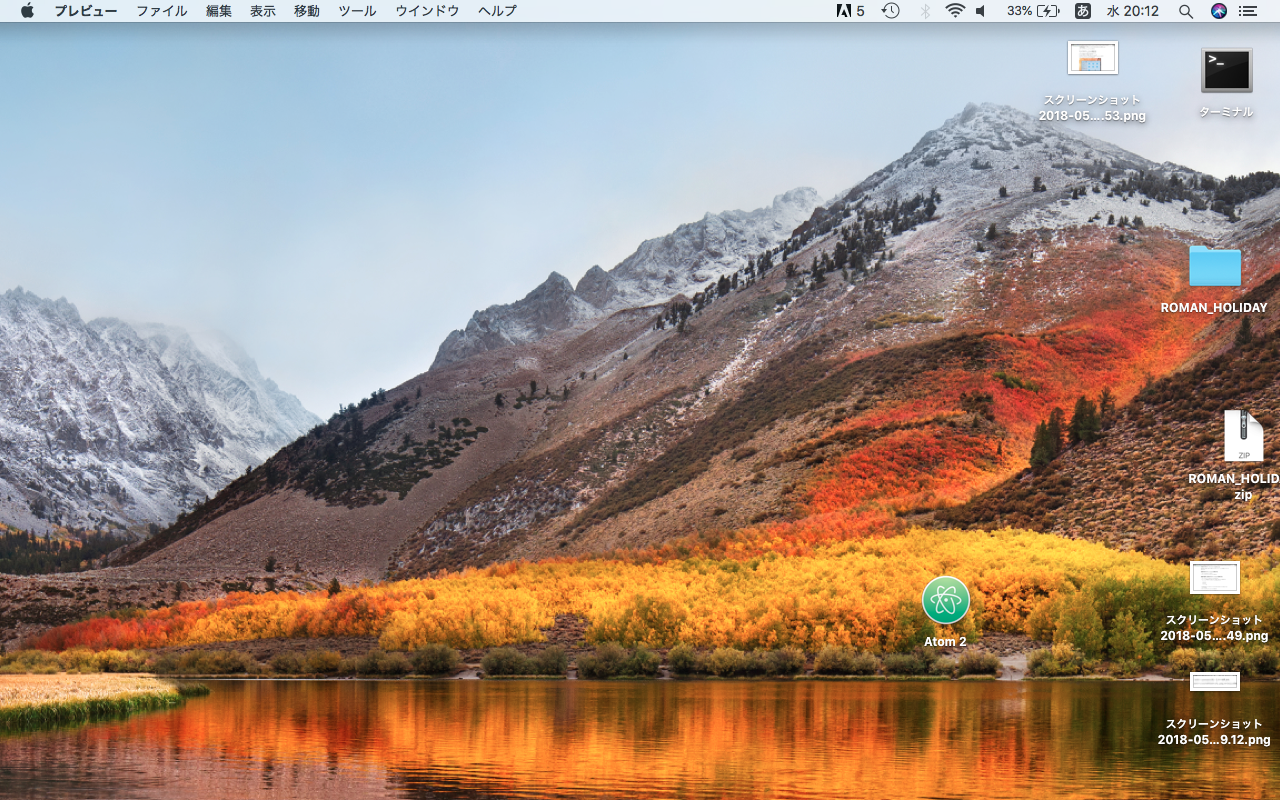 プレビュー ファイル 編集 表示 移動 ツール ウインドウ ヘルプ 5 33% あ 水 20:12
スクリーンショット
2018-05....53.png
>_
ターミナル
ROMAN_HOLIDAY
ZIP
ROMAN_HOLID
zip
Atom 2
スクリーンショット
2018-05....49.png
スクリーンショット
2018-05...9.12.png